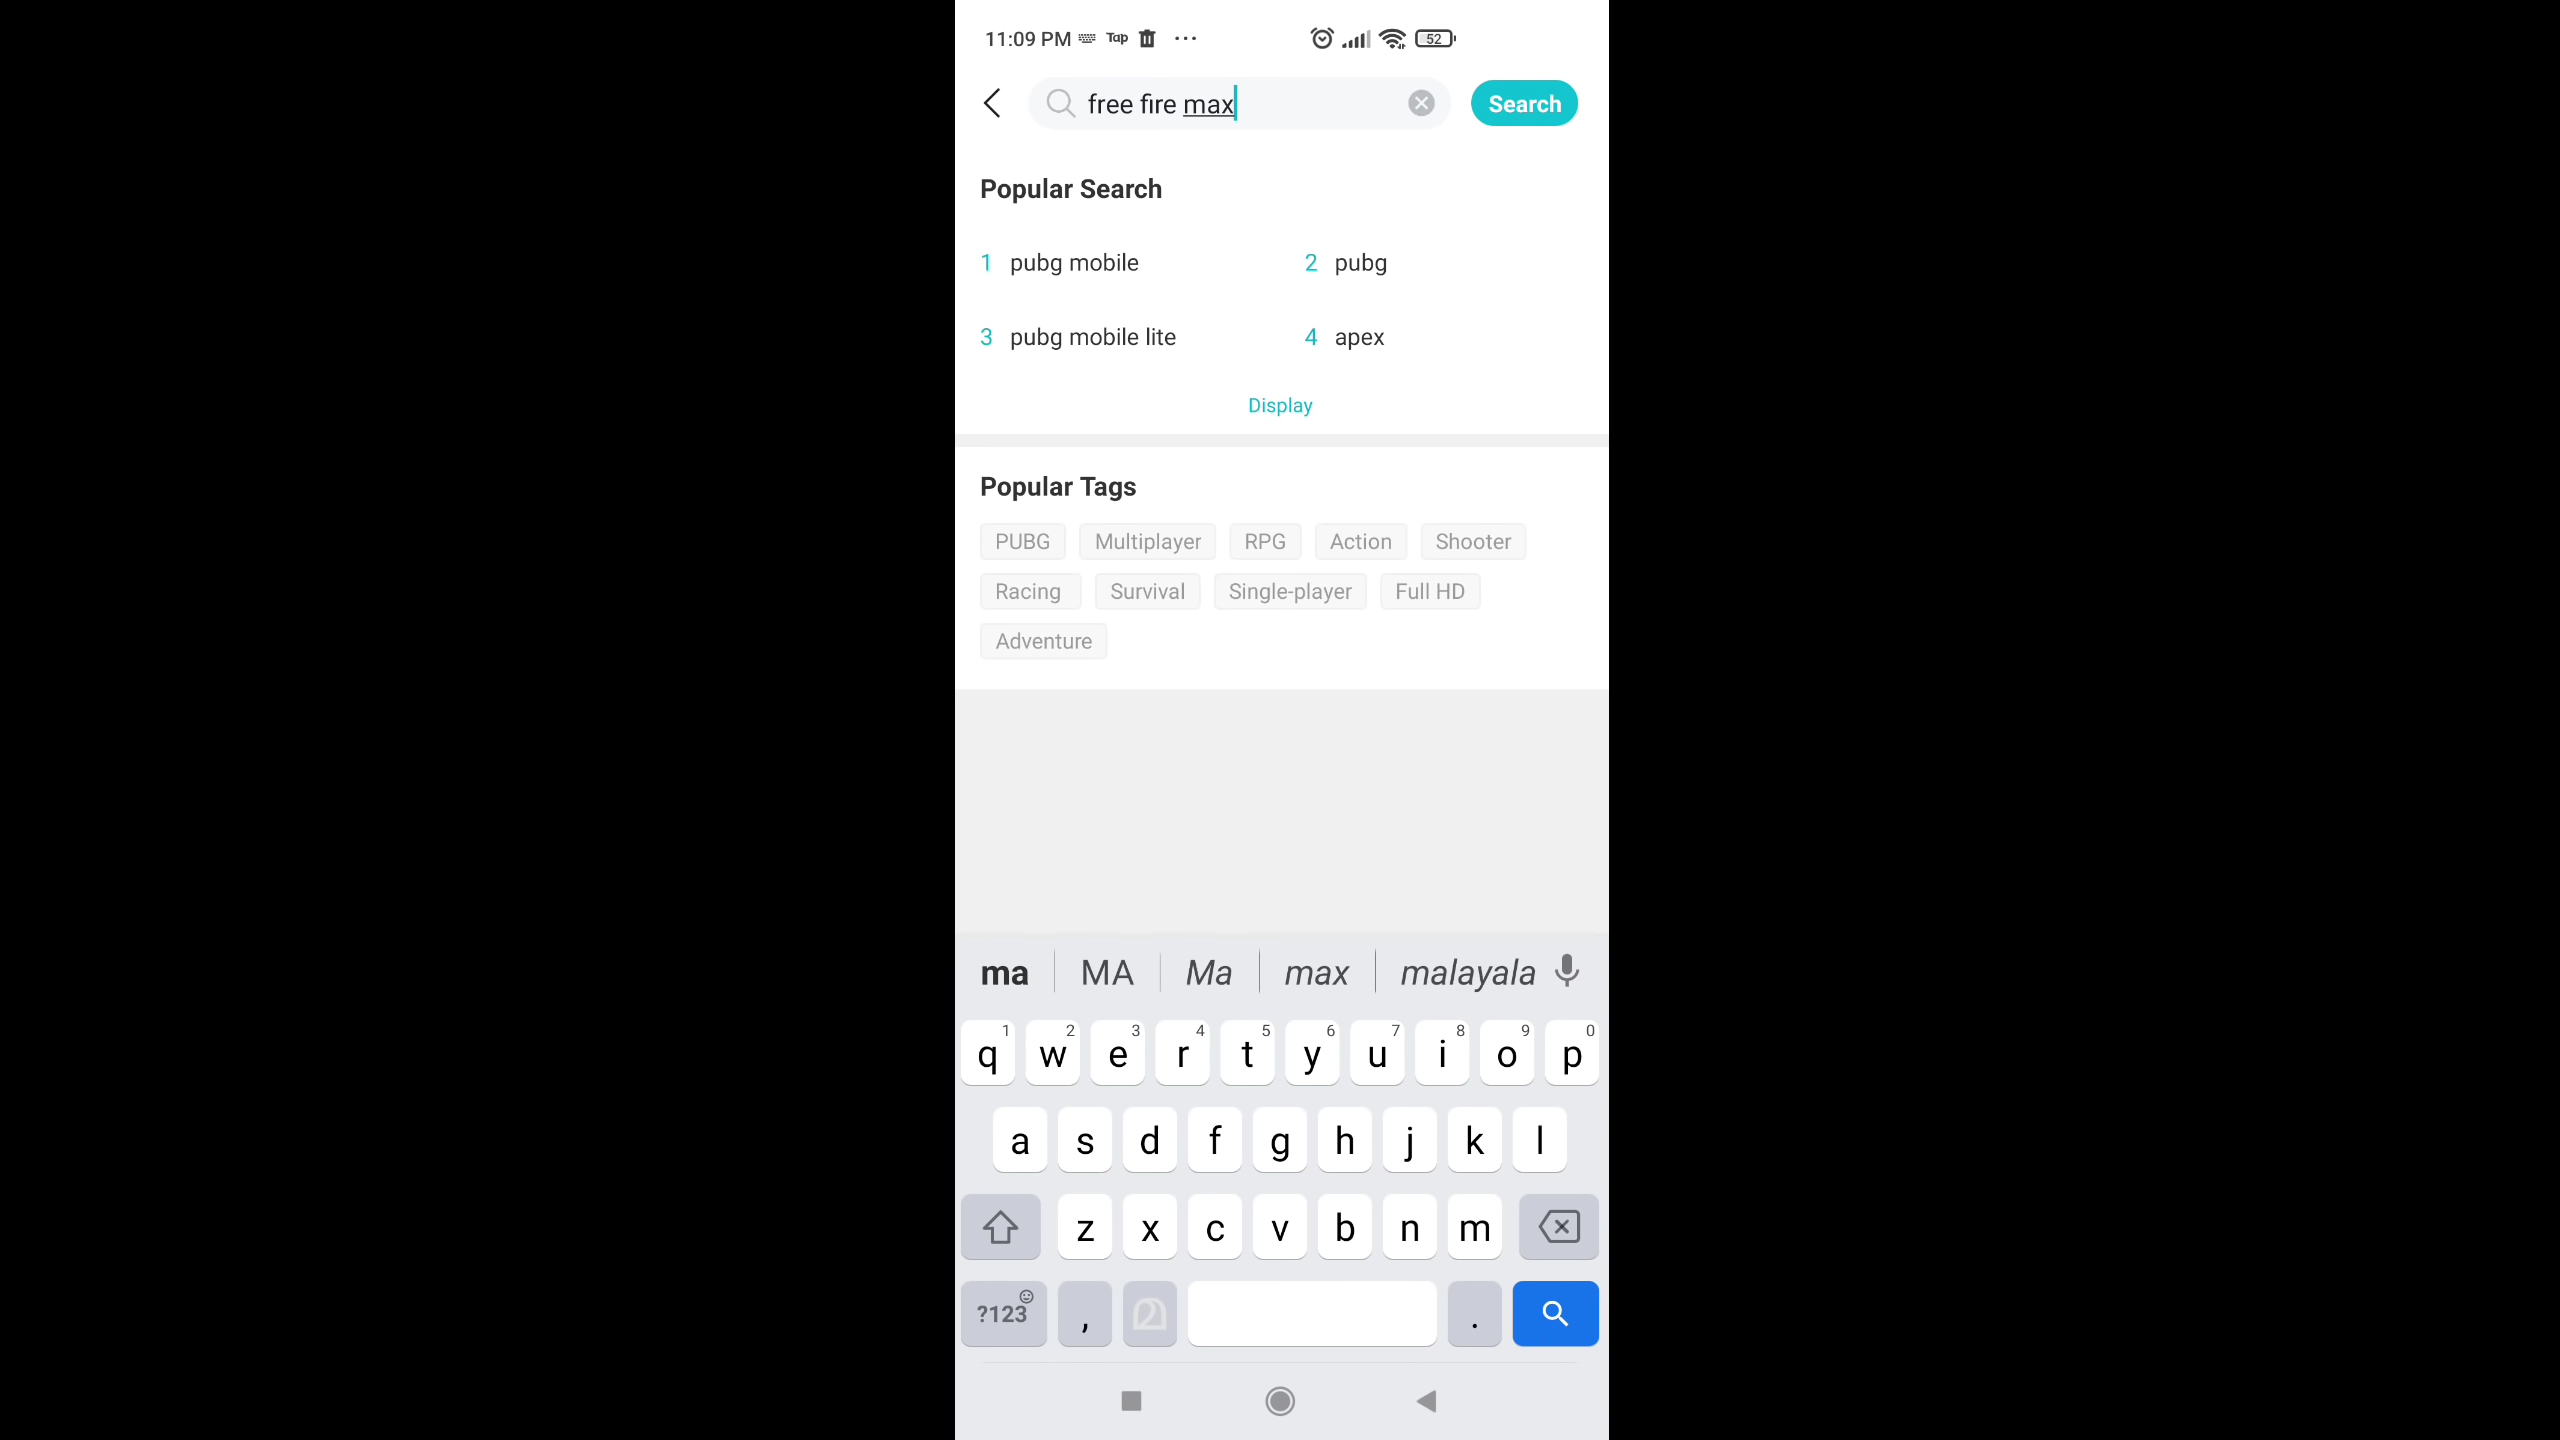 11:09 PM Tap ... 52
free fire max Search
Popular Search
1 pubg mobile 2 pubg
3 pubg mobile lite 4 apex
Display
Popular Tags
PUBG Multiplayer RPG Action Shooter
Racing Survival Single-player Full HD
Adventure
ma MA Ma max malayala
1 2 3 4 5 6 7 8 9 0
q w e r t y u i o p
a s d f g h j k l
z x c v b n m
?123 , മ .